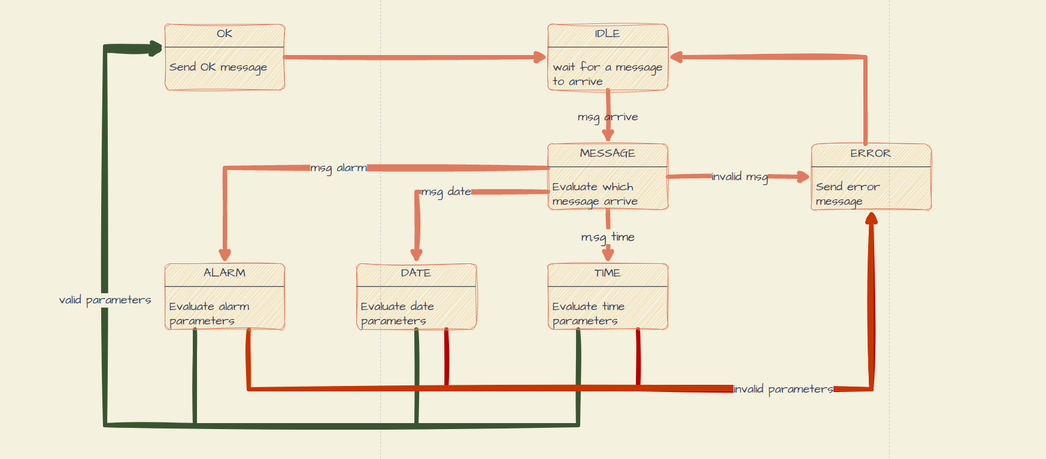 OK
Send OK message
IDLE
wait for a message
to arrive
msg arrive
MESSAGE
Evaluate which
message arrive
ERROR
Send error
message
msg alarm
msg date
invalid msg
m,sg time
ALARM
Evaluate alarm
parameters
DATE
Evaluate date
parameters
TIME
Evaluate time
parameters
valid parameters
invalid parameters